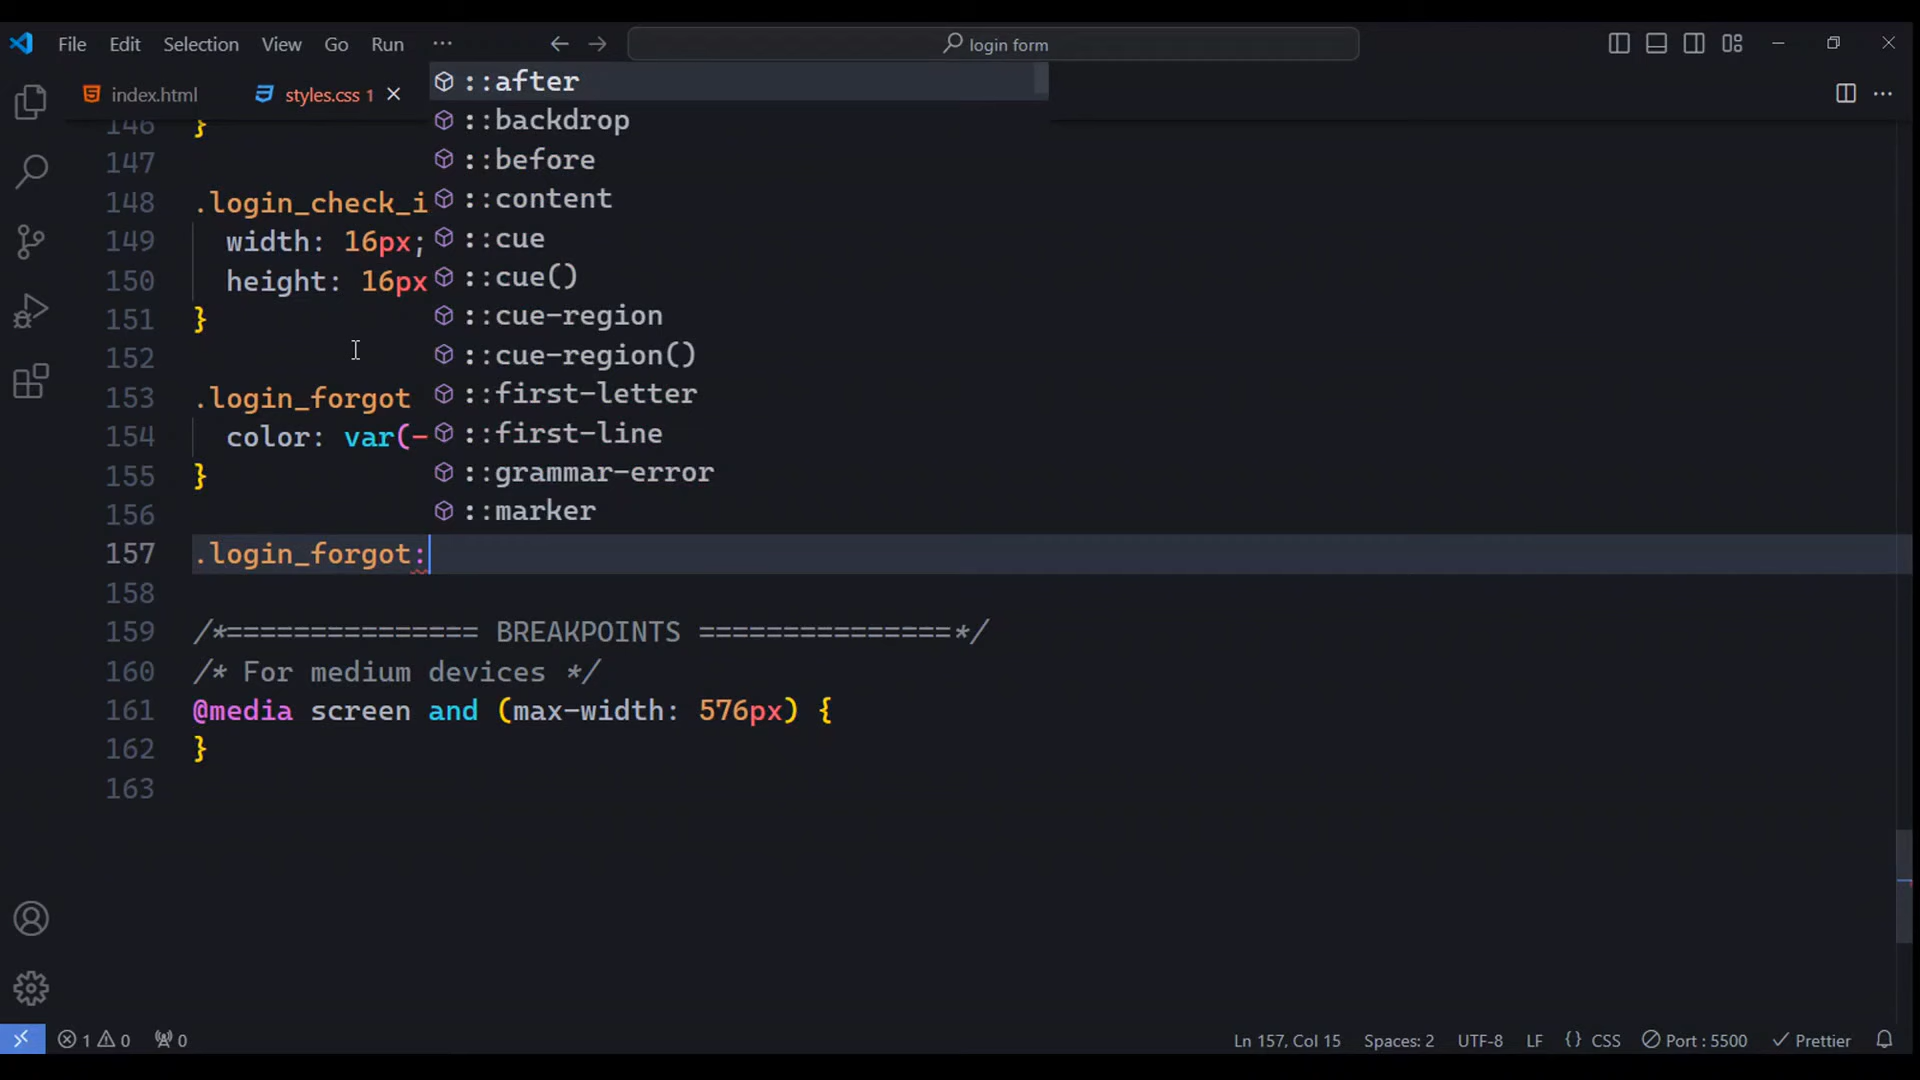 File Edit Selection View Go Run ··· login form
index.html styles.css 1
::after
::backdrop
::before
::content
::cue
::cue()
::cue-region
::cue-region()
::first-letter
::first-line
::grammar-error
::marker
146 }
147
148 .login_check_i
149 width: 16px;
150 height: 16px
151 }
152
153 .login_forgot
154 color: var(-
155 }
156
157 .login_forgot:
158
159 /*=============== BREAKPOINTS ===============*/
160 /* For medium devices */
161 @media screen and (max-width: 576px) {
162 }
163
1 0 0 Ln 157, Col 15 Spaces: 2 UTF-8 LF {} CSS Port : 5500 Prettier